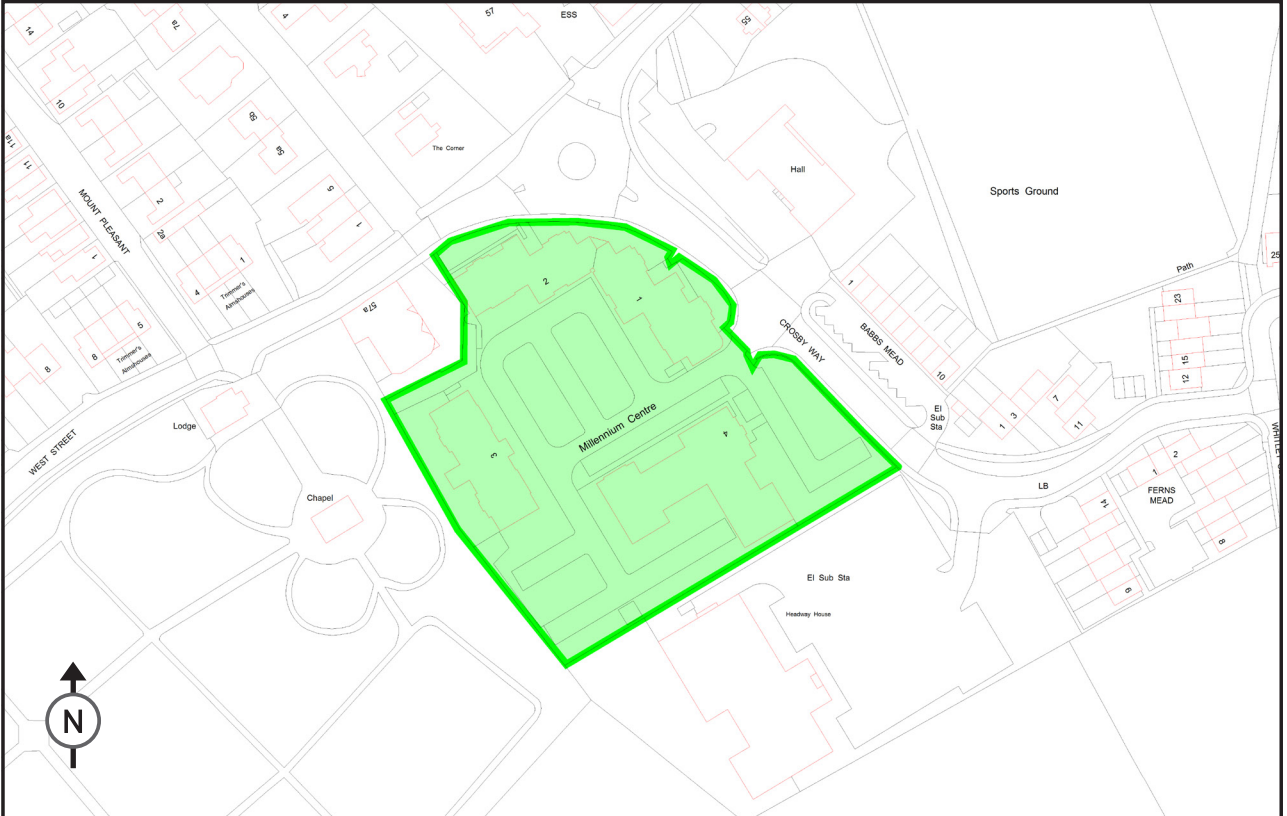 14
7a
4
57
ESS
55
10
5b
5a
The Corner
Hall
Sports Ground
11a
11
MOUNT PLEASANT
2
2a
5
1
1
1
4
Trimmer's
Almshouses
57a
5
8
Trimmer's
Almshouses
8
WEST STREET
Lodge
Chapel
2
1
3
4
Millennium Centre
CROSBY WAY
1
BABBS MEAD
10
El
Sub
Sta
Path
25
23
15
12
1
3
7
11
LB
1
2
FERNS
MEAD
14
6
8
El Sub Sta
Headway House
N